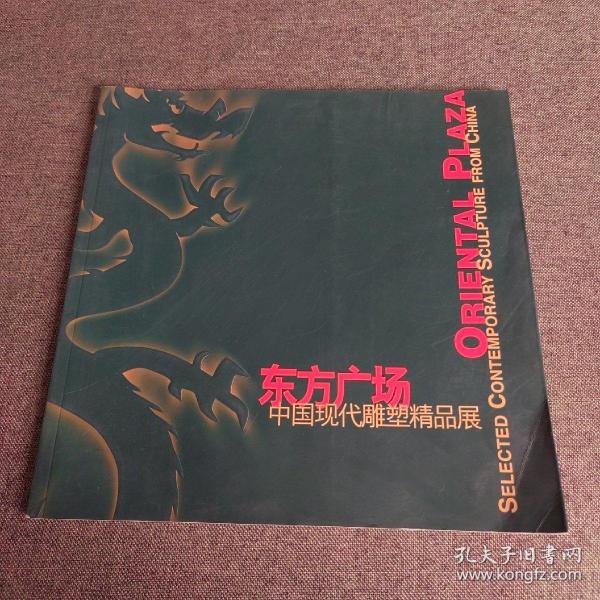 ORIENTAL PLAZA
SELECTED CONTEMPORARY SCULPTURE FROM CHINA
东方广场
中国现代雕塑精品展
孔夫子旧书网
www.kongfz.com